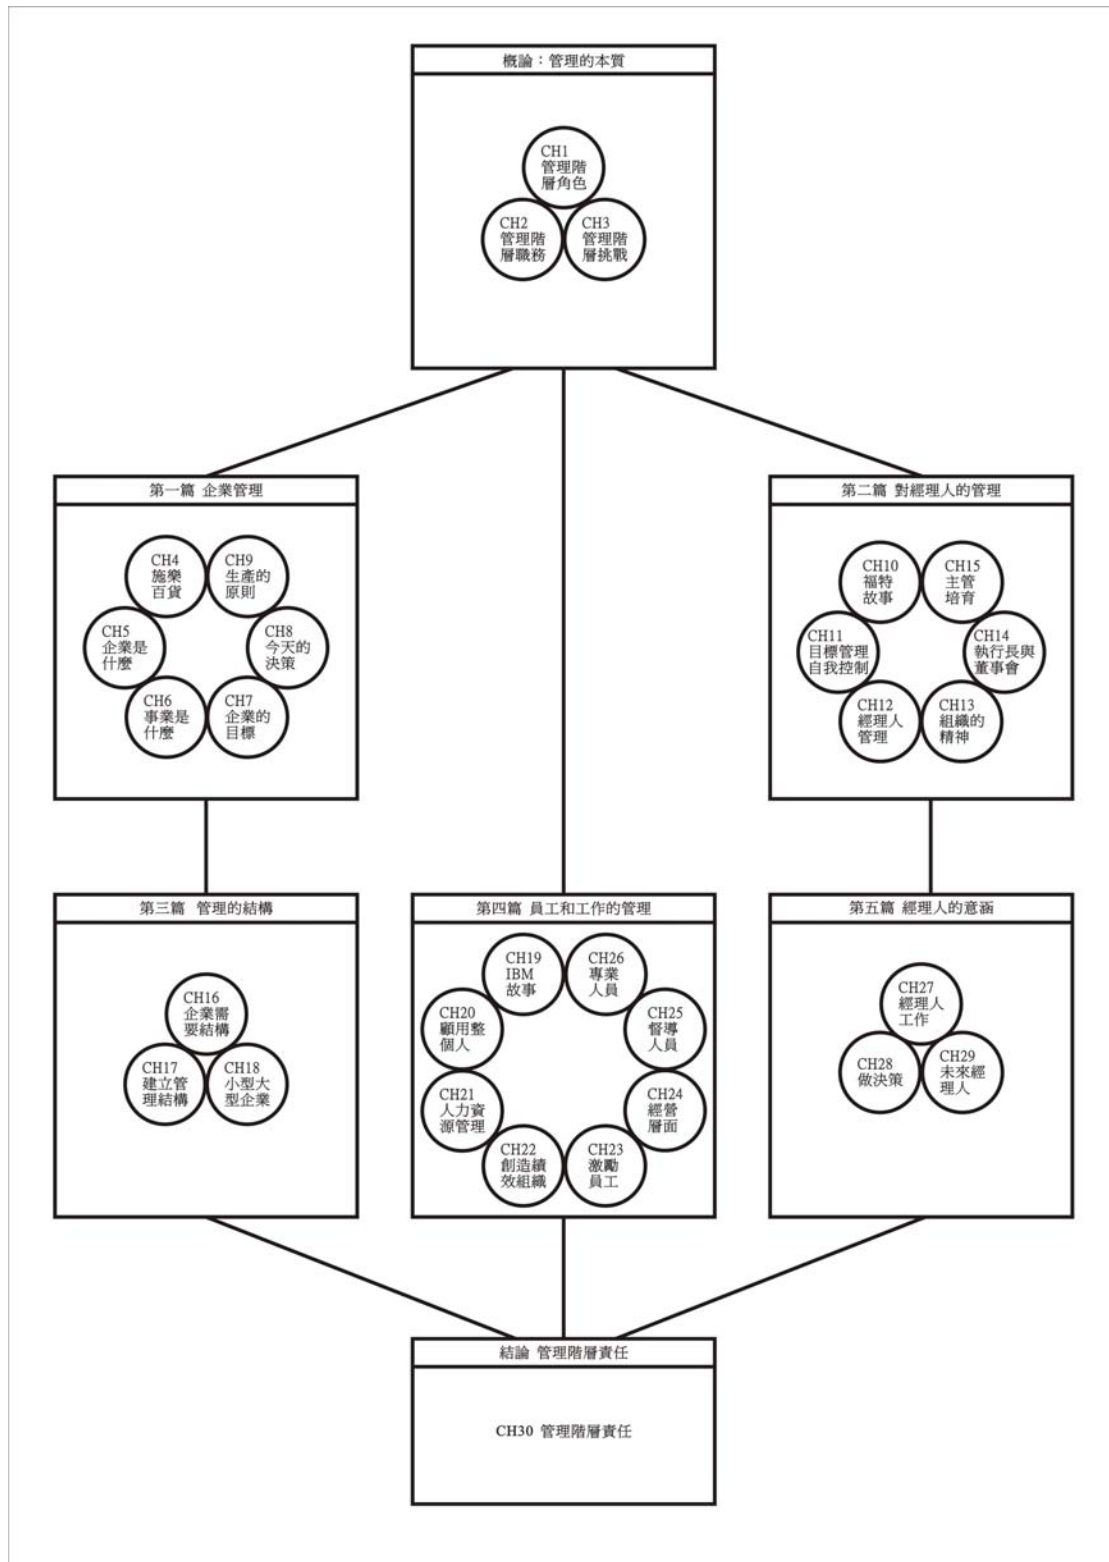 概論：管理的本質
CH1
管理階
層角色
CH2
管理階
層職務
CH3
管理階
層挑戰
第一篇 企業管理
CH4
施樂
百貨
CH9
生產的
原則
CH5
企業是
什麼
CH8
今天的
決策
CH6
事業是
什麼
CH7
企業的
目標
第二篇 對經理人的管理
CH10
福特
故事
CH15
主管
培育
CH11
目標管理
自我控制
CH14
執行長與
董事會
CH12
經理人
管理
CH13
組織的
精神
第三篇 管理的結構
CH16
企業需
要結構
CH17
建立管
理結構
CH18
小型大
型企業
第四篇 員工和工作的管理
CH19
IBM
故事
CH26
專業
人員
CH20
顧用整
個人
CH25
督導
人員
CH21
人力資
源管理
CH24
經營
層面
CH22
創造績
效組織
CH23
激勵
員工
第五篇 經理人的意涵
CH27
經理人
工作
CH28
做決策
CH29
未來經
理人
結論 管理階層責任
CH30 管理階層責任